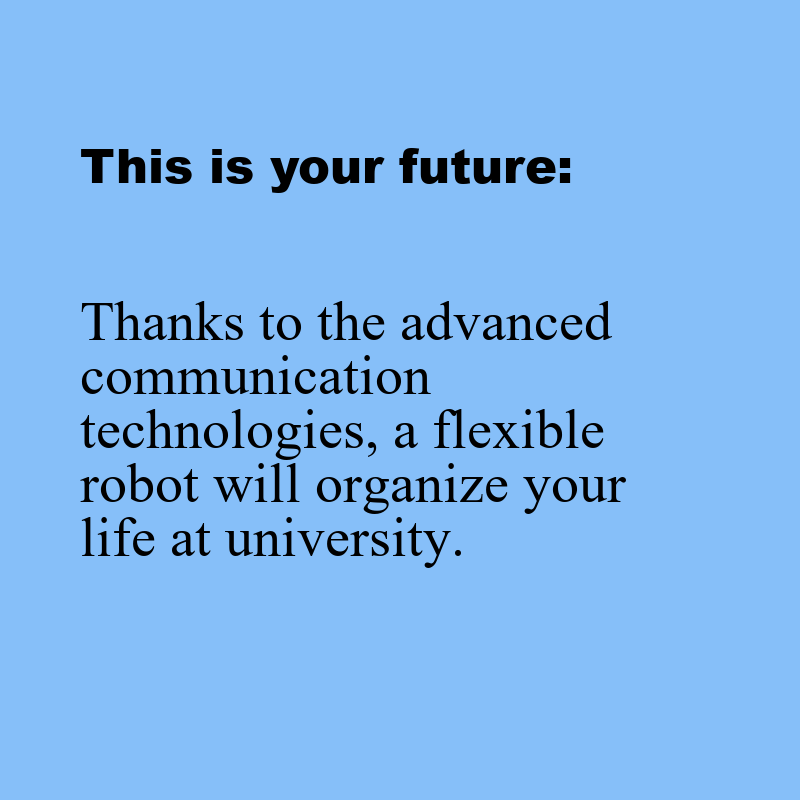 This is your future:
Thanks to the advanced
communication
technologies, a flexible
robot will organize your
life at university.